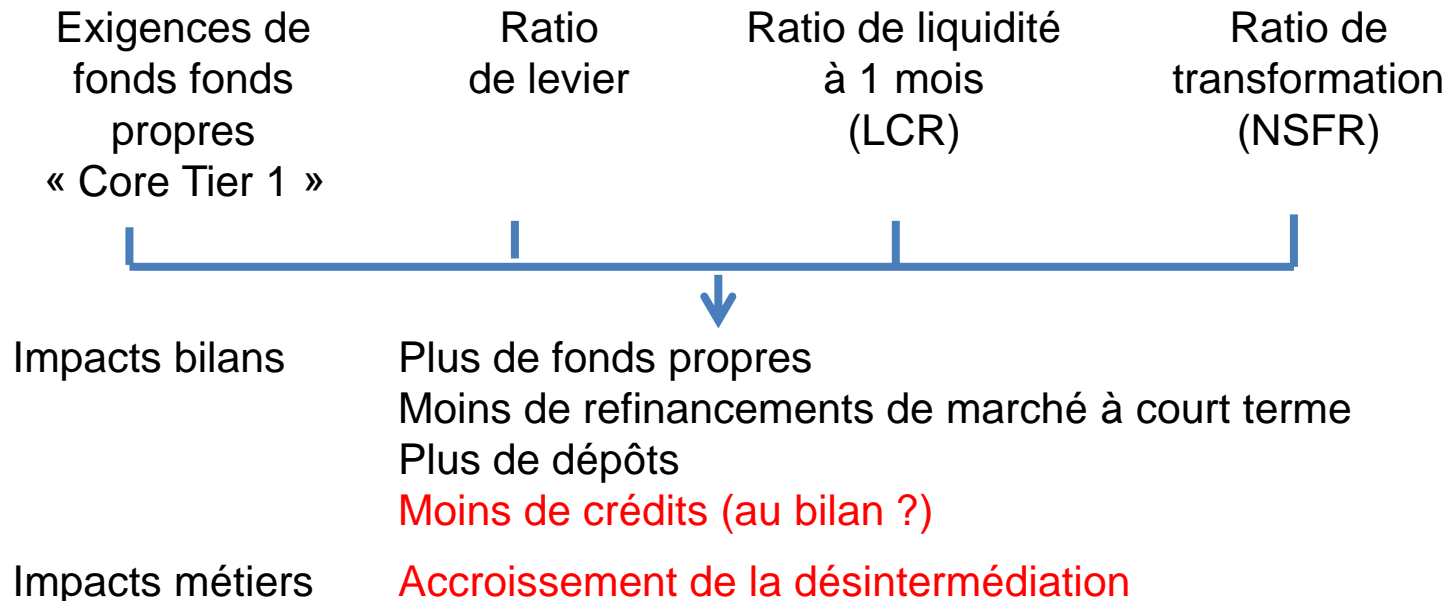 Exigences de
fonds fonds
propres
« Core Tier 1 »
Ratio
de levier
Ratio de liquidité
à 1 mois
(LCR)
Ratio de
transformation
(NSFR)
Impacts bilans
Plus de fonds propres
Moins de refinancements de marché à court terme
Plus de dépôts
Moins de crédits (au bilan ?)
Impacts métiers
Accroissement de la désintermédiation